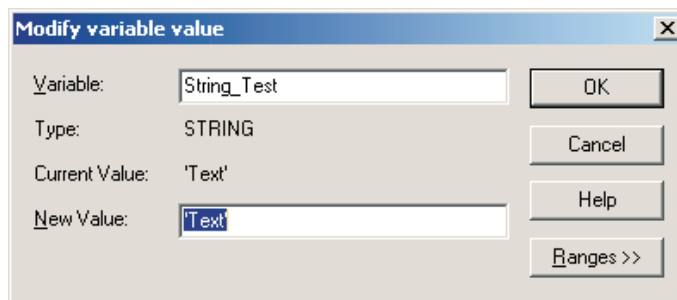 Modify variable value
Variable: String_Test OK
Type: STRING
Cancel
Current Value: 'Text'
Help
New Value: 'Text'
Ranges >>